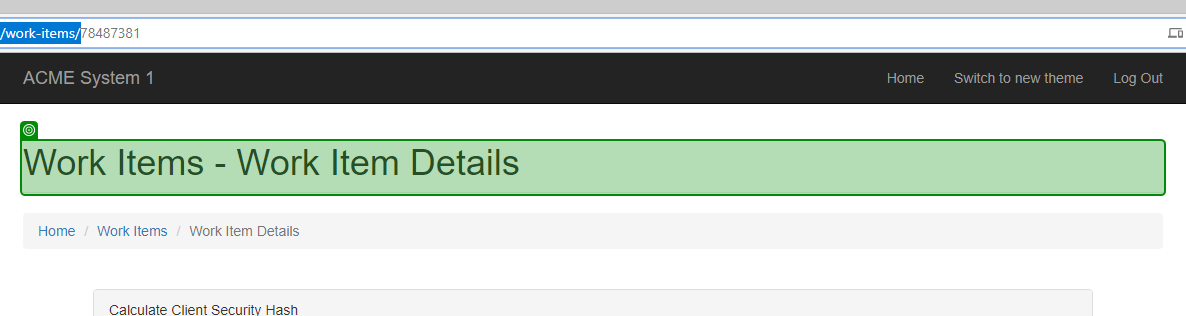 /work-items/78487381
ACME System 1 Home Switch to new theme Log Out
Work Items - Work Item Details
Home / Work Items / Work Item Details
Calculate Client Security Hash